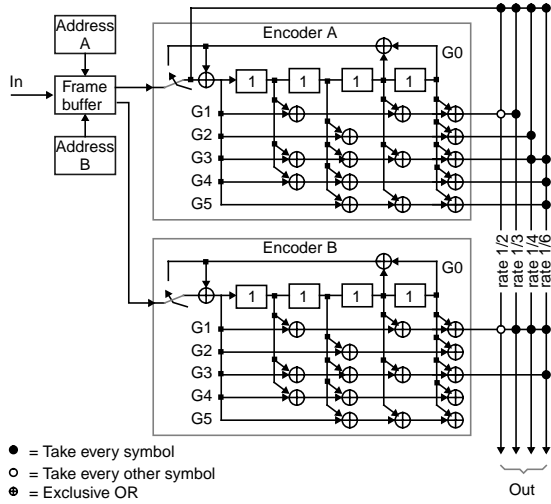 Address
A
In
Frame
buffer
Address
B
Encoder A
G0
1 1 1 1
G1
G2
G3
G4
G5
rate 1/2
rate 1/3
rate 1/4
rate 1/6
Encoder B
G0
1 1 1 1
G1
G2
G3
G4
G5
= Take every symbol
= Take every other symbol
= Exclusive OR
Out